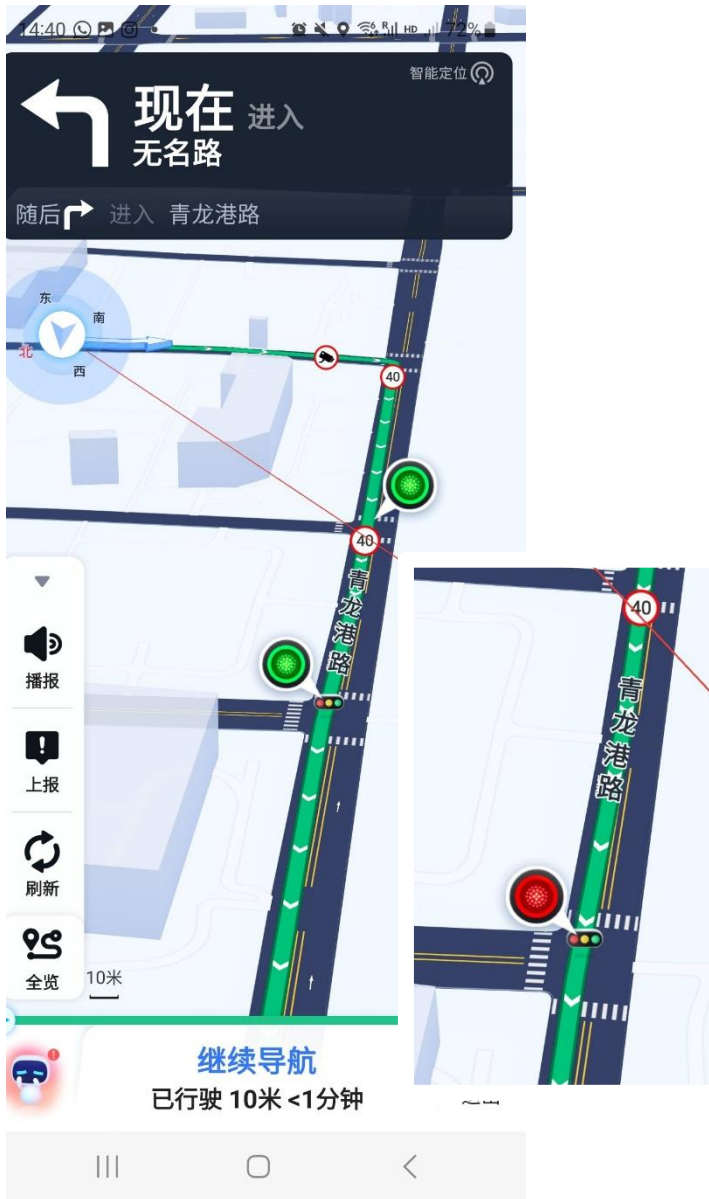 14:40
HD
72%
智能定位
现在 进入
无名路
随后 进入 青龙港路
东
南
北
西
40
40
青龙港路
播报
上报
刷新
全览
10米
继续导航
已行驶 10米 <1分钟
40
青龙港路